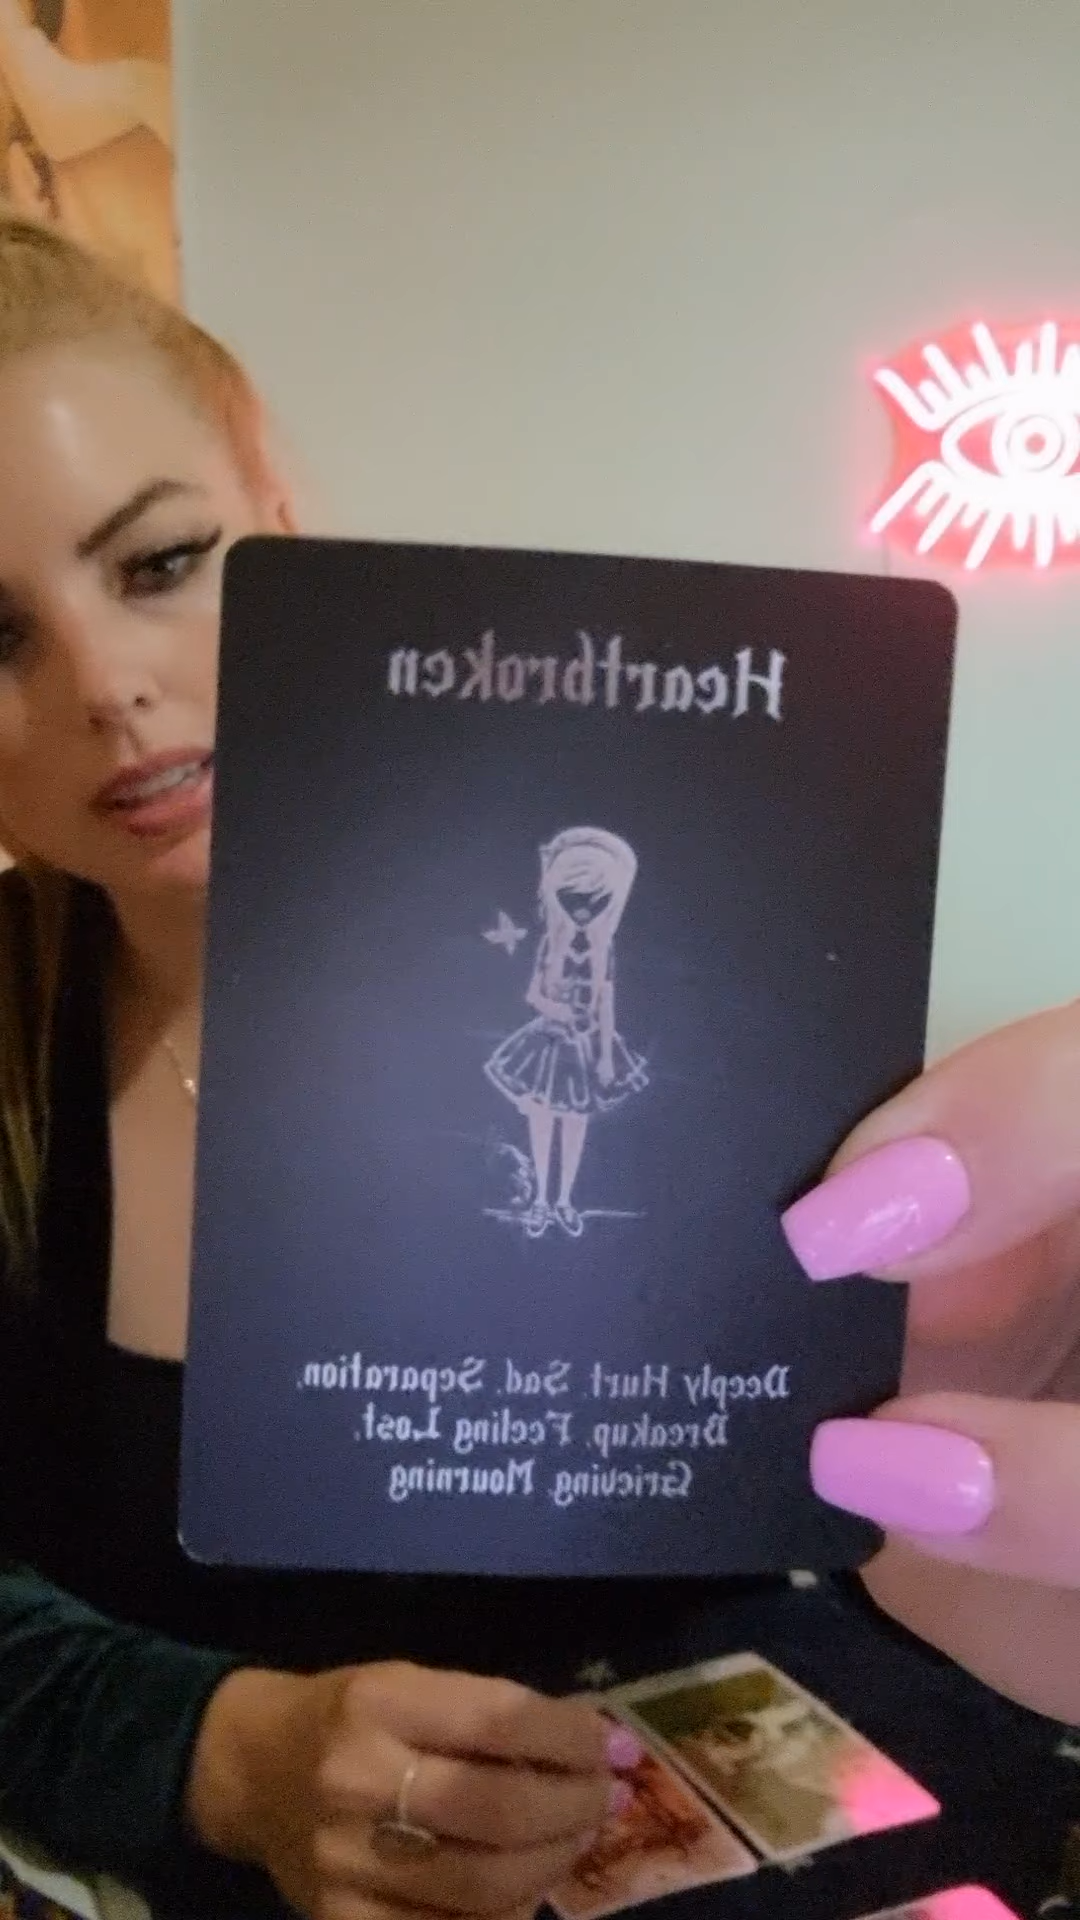 Heartbroken
Deeply Hurt. Sad. Separation.
Breakup. Feeling Lost.
Grieving. Mourning